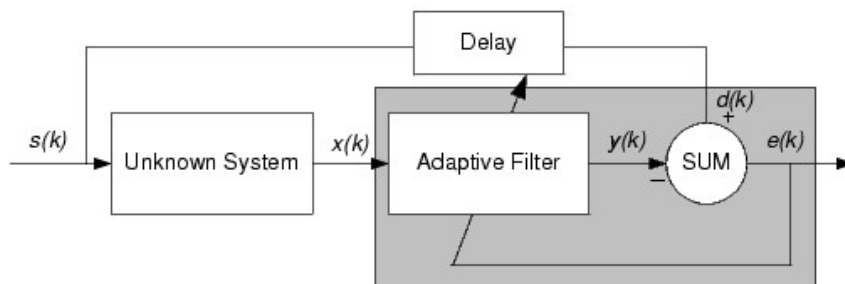 Delay
d(k)
+
s(k)
Unknown System
x(k)
Adaptive Filter
y(k)
−
SUM
e(k)